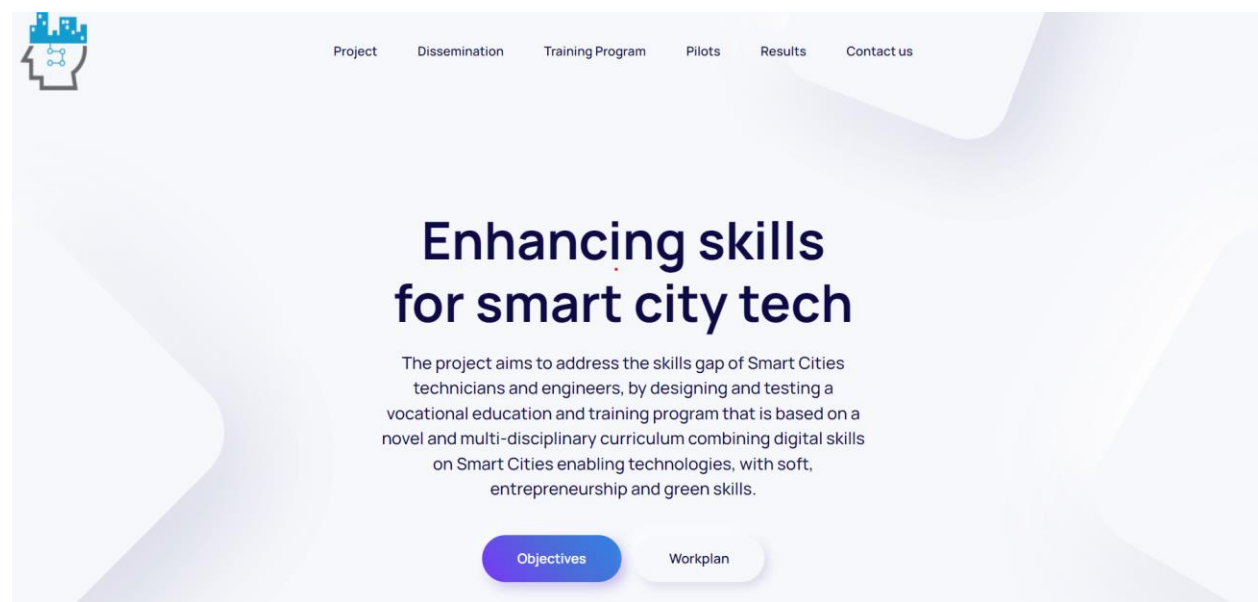 Project Dissemination Training Program Pilots Results Contact us
Enhancing skills
for smart city tech
The project aims to address the skills gap of Smart Cities
technicians and engineers, by designing and testing a
vocational education and training program that is based on a
novel and multi-disciplinary curriculum combining digital skills
on Smart Cities enabling technologies, with soft,
entrepreneurship and green skills.
Objectives Workplan